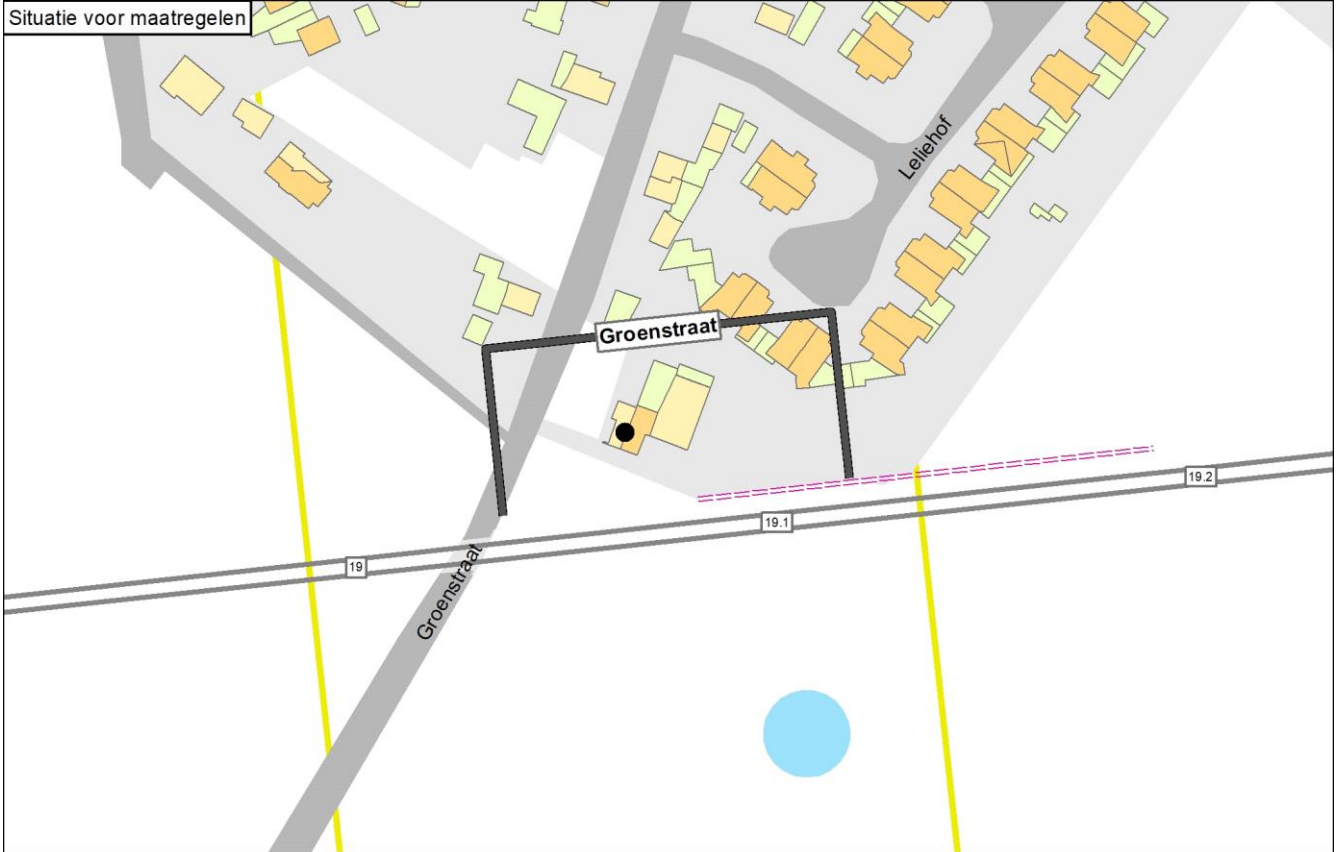 Situatie voor maatregelen
Leliehof
Groenstraat
19.2
19.1
19
Groenstraat